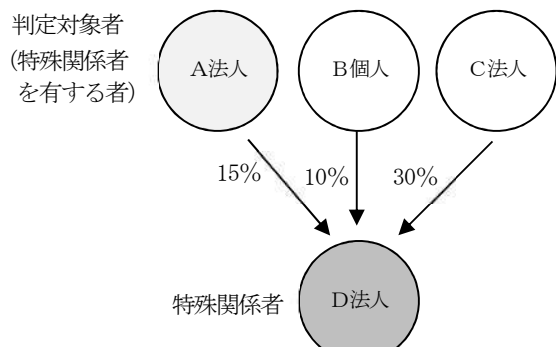 判定対象者
(特殊関係者
を有する者)
A法人
B個人
C法人
15%
10%
30%
特殊関係者
D法人